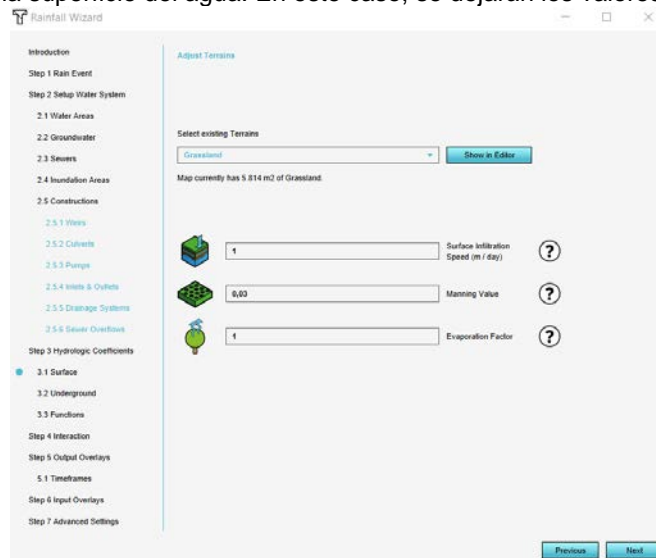 la superficie del agua. En este caso, se dejarán los valores
Rainfall Wizard
Introduction
Step 1 Rain Event
Step 2 Setup Water System
2.1 Water Areas
2.2 Groundwater
2.3 Sewers
2.4 Inundation Areas
2.5 Constructions
2.5.1 Weirs
2.5.2 Culverts
2.5.3 Pumps
2.5.4 Inlets & Outlets
2.5.5 Drainage Systems
2.5.6 Sewer Overflows
Step 3 Hydrologic Coefficients
3.1 Surface
3.2 Underground
3.3 Functions
Step 4 Interaction
Step 5 Output Overlays
5.1 Timeframes
Step 6 Input Overlays
Step 7 Advanced Settings
Adjust Terrains
Select existing Terrains
Grassland
Show in Editor
Map currently has 5.814 m2 of Grassland.
1
Surface Infiltration
Speed (m / day)
?
0,03
Manning Value
?
1
Evaporation Factor
?
Previous
Next